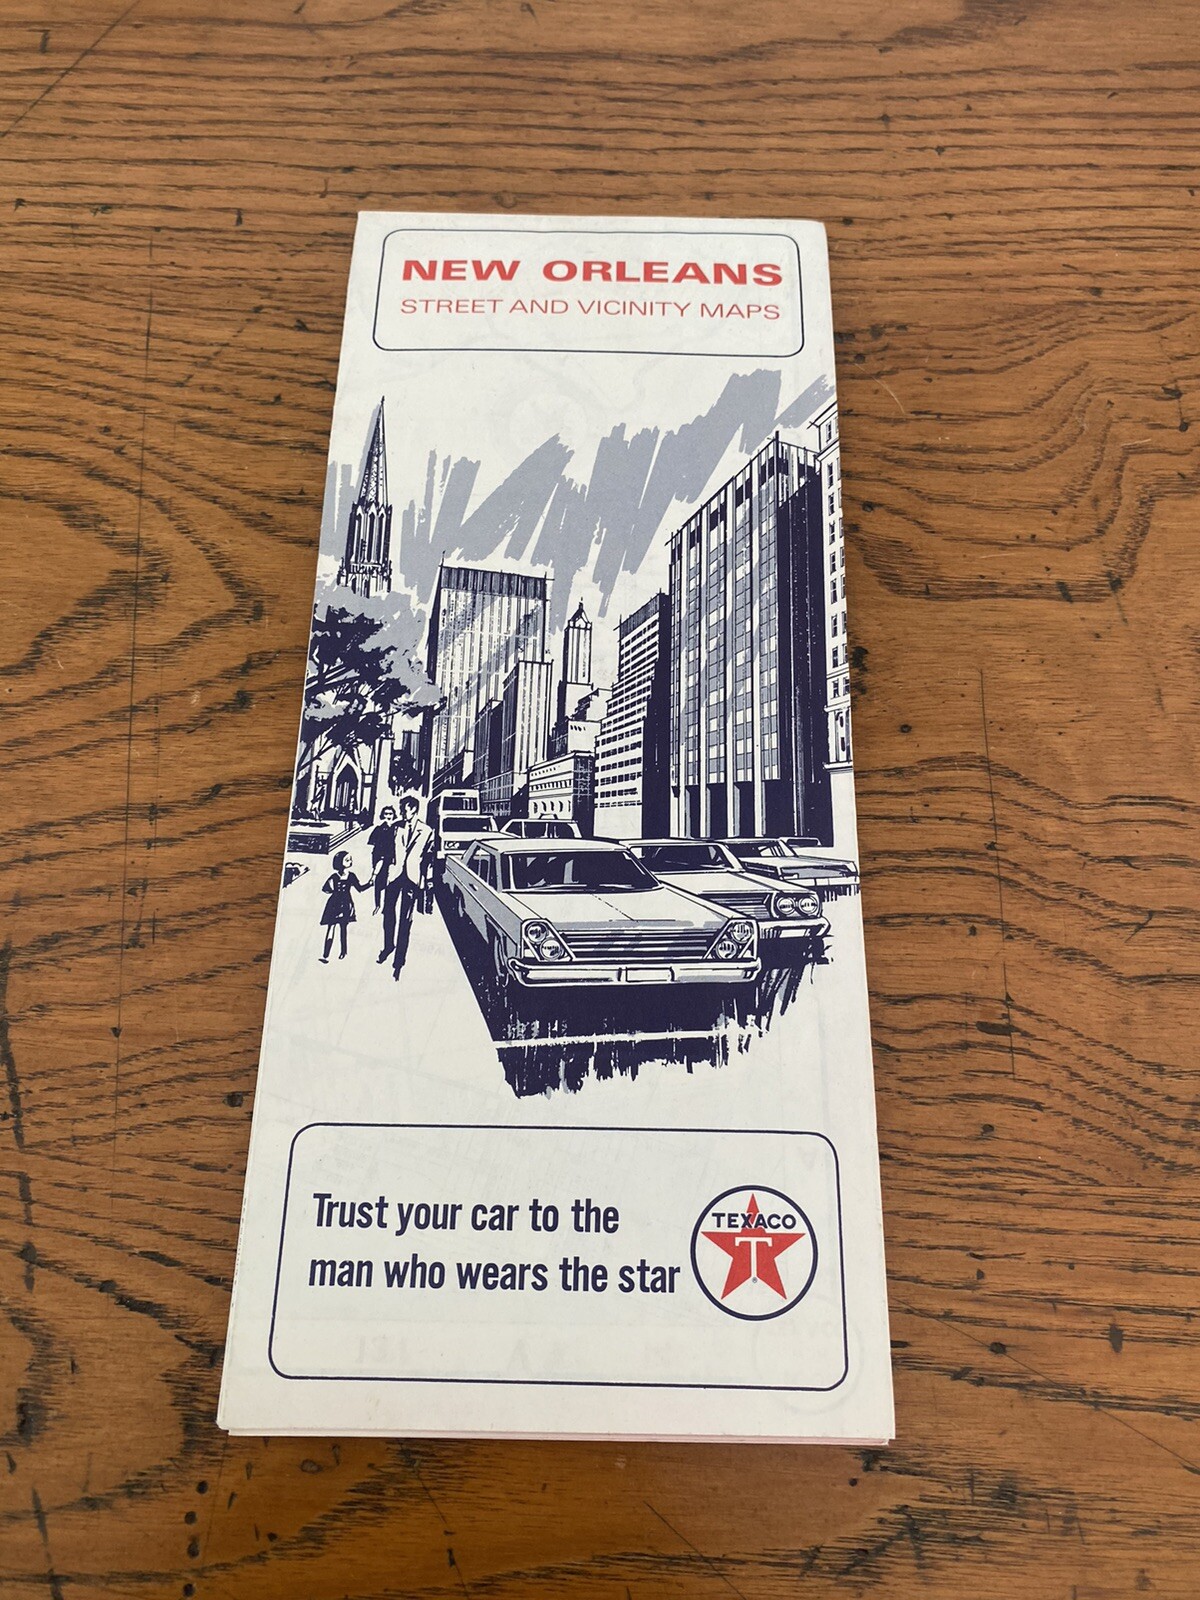 NEW ORLEANS
STREET AND VICINITY MAPS
Trust your car to the
man who wears the star
TEXACO
T